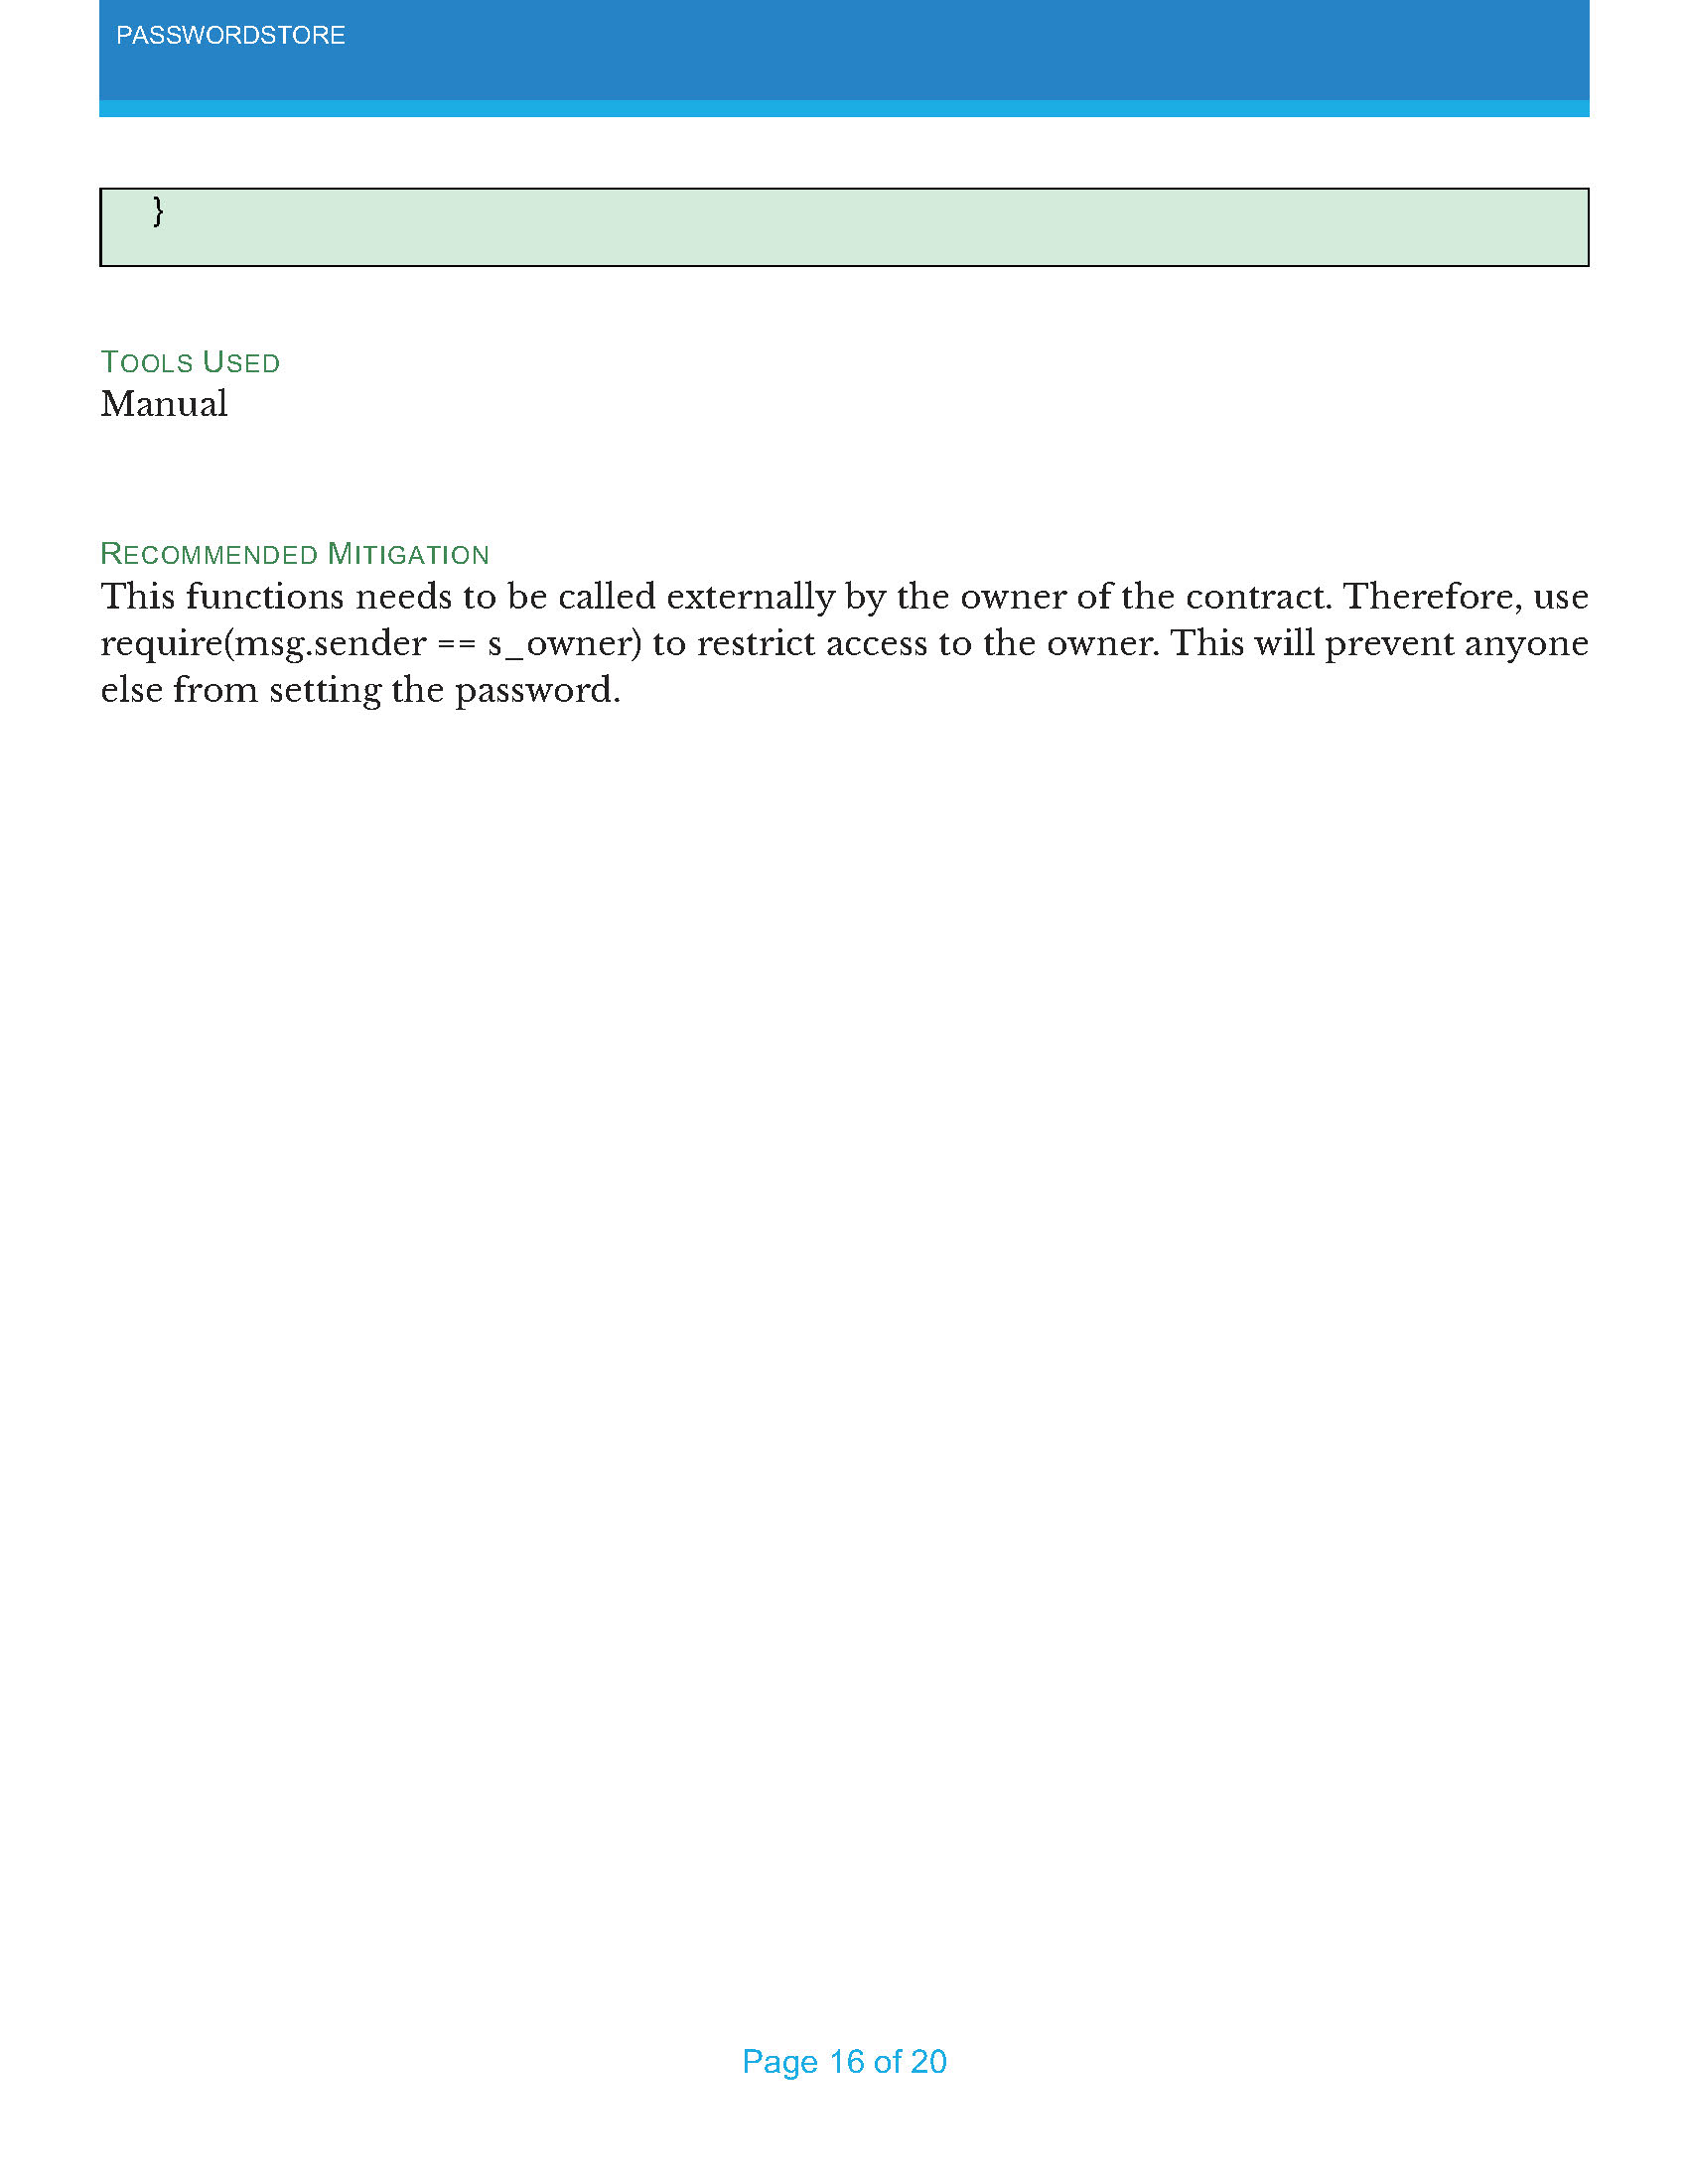 PASSWORDSTORE
}
TOOLS USED
Manual
RECOMMENDED MITIGATION
This functions needs to be called externally by the owner of the contract. Therefore, use
require(msg.sender == s_owner) to restrict access to the owner. This will prevent anyone
else from setting the password.
Page 16 of 20